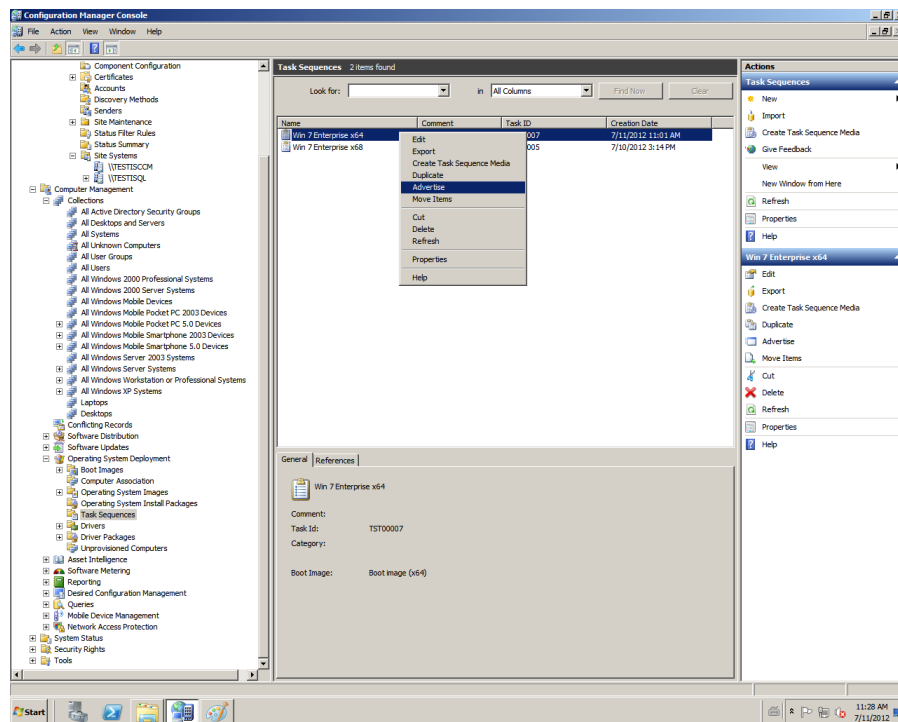 Configuration Manager Console
File Action View Window Help
Component Configuration
Certificates
Accounts
Discovery Methods
Senders
Site Maintenance
Status Filter Rules
Status Summary
Site Systems
\\TESTISCCM
\\TESTISQL
Computer Management
Collections
All Active Directory Security Groups
All Desktops and Servers
All Systems
All Unknown Computers
All User Groups
All Users
All Windows 2000 Professional Systems
All Windows 2000 Server Systems
All Windows Mobile Devices
All Windows Mobile Pocket PC 2003 Devices
All Windows Mobile Pocket PC 5.0 Devices
All Windows Mobile Smartphone 2003 Devices
All Windows Mobile Smartphone 5.0 Devices
All Windows Server 2003 Systems
All Windows Server Systems
All Windows Workstation or Professional Systems
All Windows XP Systems
Laptops
Desktops
Conflicting Records
Software Distribution
Software Updates
Operating System Deployment
Boot Images
Computer Association
Operating System Images
Operating System Install Packages
Task Sequences
Drivers
Driver Packages
Unprovisioned Computers
Asset Intelligence
Software Metering
Reporting
Desired Configuration Management
Queries
Mobile Device Management
Network Access Protection
System Status
Security Rights
Tools
Task Sequences 2 items found
Look for: in All Columns Find Now Clear
Name Comment Task ID Creation Date
Win 7 Enterprise x64 007 7/11/2012 11:01 AM
Win 7 Enterprise x68 005 7/10/2012 3:14 PM
Edit
Export
Create Task Sequence Media
Duplicate
Advertise
Move Items
Cut
Delete
Refresh
Properties
Help
General References
Win 7 Enterprise x64
Comment:
Task Id: TST00007
Category:
Boot Image: Boot image (x64)
Actions
Task Sequences
New
Import
Create Task Sequence Media
Give Feedback
View
New Window from Here
Refresh
Properties
Help
Win 7 Enterprise x64
Edit
Export
Create Task Sequence Media
Duplicate
Advertise
Move Items
Cut
Delete
Refresh
Properties
Help
Start
11:28 AM
7/11/2012